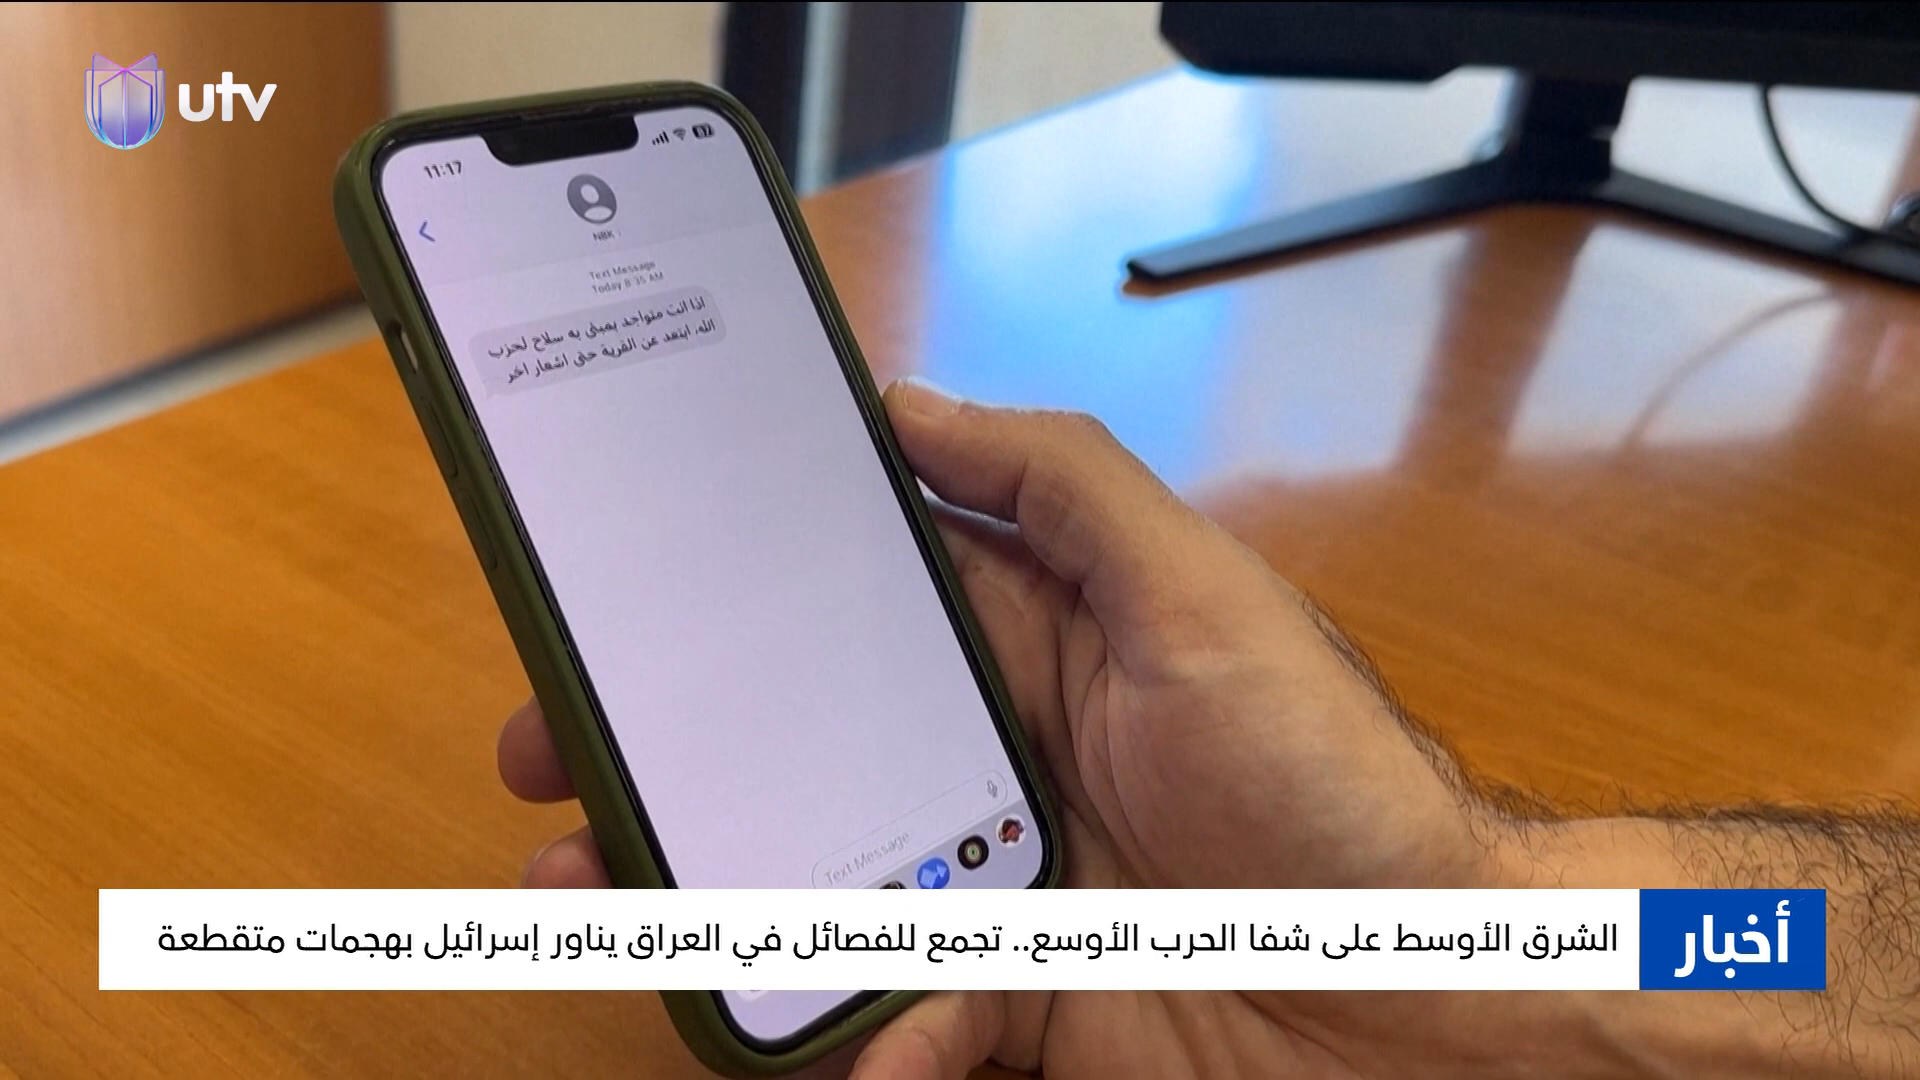 utv
11:17
67
NBK
Text Message
Today 8:35 AM
اذا انت متواجد بمبنى به سلاح لحزب
الله، ابتعد عن القرية حتى اشعار اخر
Text Message
أخبار
الشرق الأوسط على شفا الحرب الأوسع.. تجمع للفصائل في العراق يناور إسرائيل بهجمات متقطعة